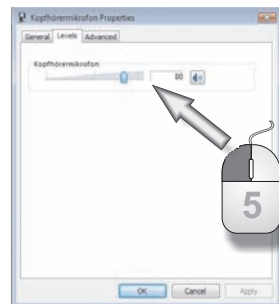 Kopfhörermikrofon Properties
General Levels Advanced
Kopfhörermikrofon
80
5
OK Cancel Apply